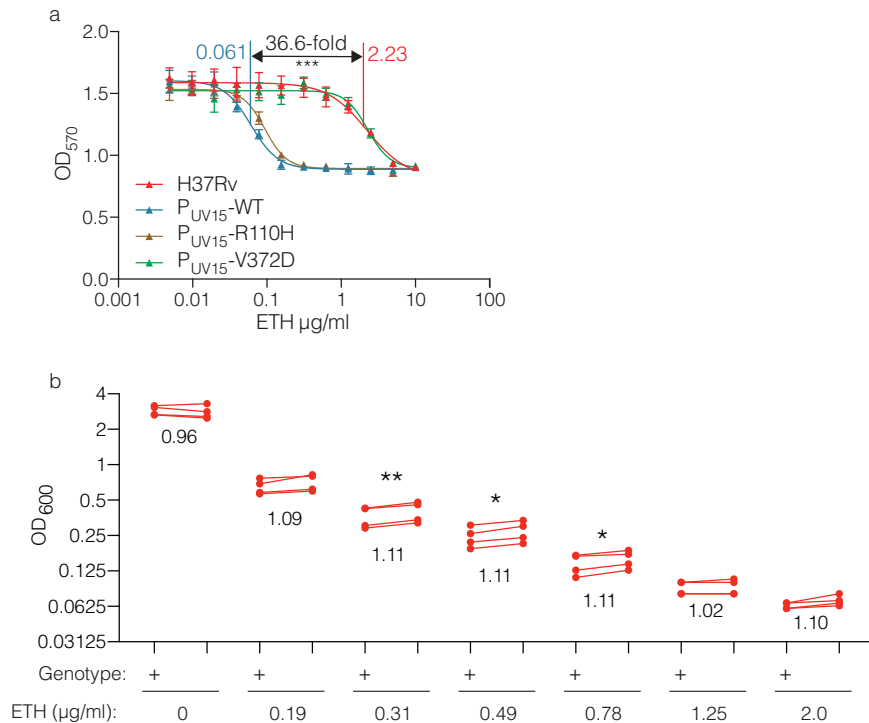 a
2.0
1.5
1.0
0.5
0.0
OD570
0.061
36.6-fold
2.23
***
H37Rv
PUV15-WT
PUV15-R110H
PUV15-V372D
0.001 0.01 0.1 1 10 100
ETH µg/ml
b
4
2
1
0.5
0.25
0.125
0.0625
0.03125
OD600
0.96
1.09
**
1.11
*
1.11
*
1.11
1.02
1.10
Genotype: + + + + + + +
ETH (µg/ml): 0 0.19 0.31 0.49 0.78 1.25 2.0